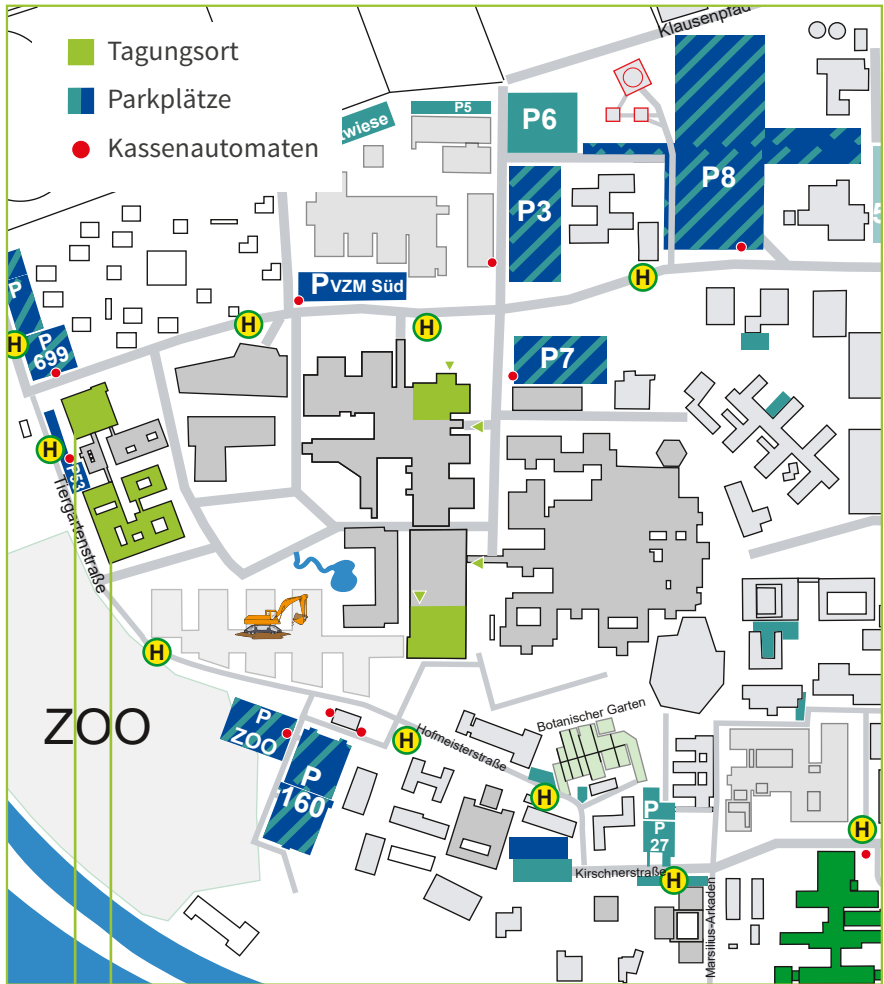 Klausenpfad
Tagungsort
Parkplätze
Kassenautomaten
P5
P6
P8
P3
P
P VZM Süd
H
H
H
H
P
699
P7
H
Tiergartenstraße
H
ZOO
P
ZOO
P
160
H
Hofmeisterstraße
Botanischer Garten
H
P
P
27
H
Kirschnerstraße
H
Marsilius-Arkaden